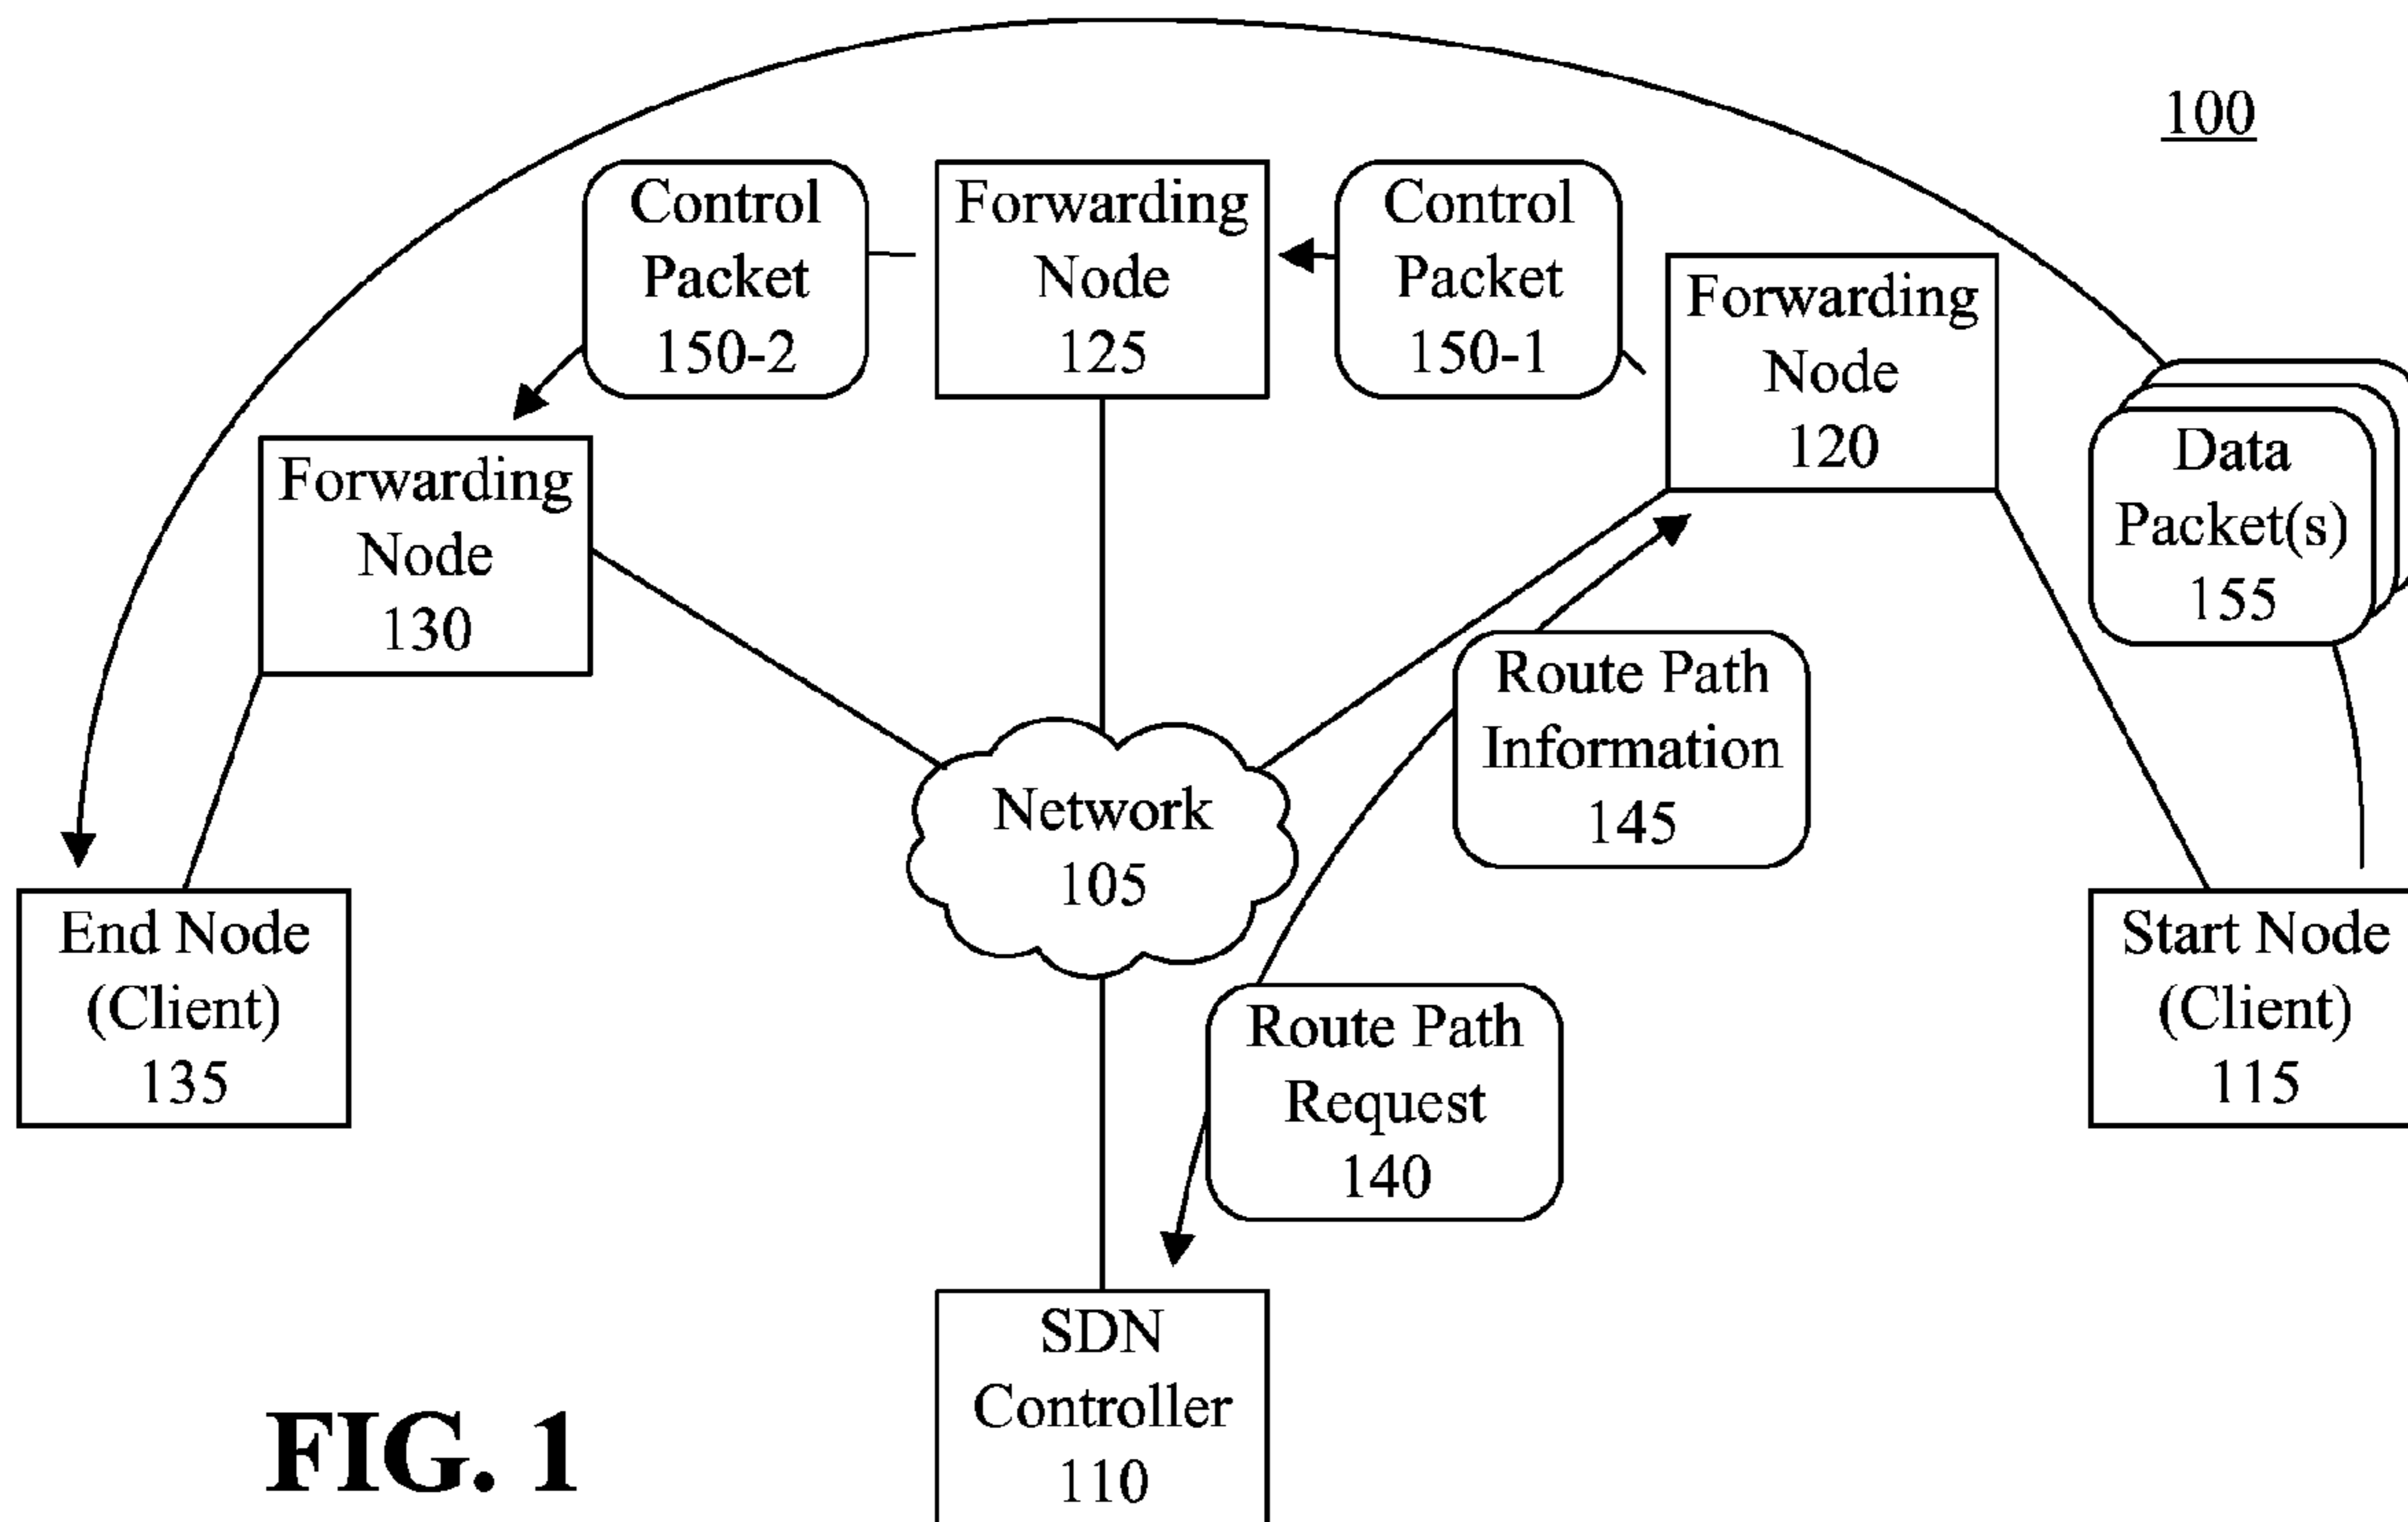 100
Control
Packet
150-2
Forwarding
Node
125
Control
Packet
150-1
Forwarding
Node
120
Data
Packet(s)
155
Forwarding
Node
130
Route Path
Information
145
Network
105
End Node
(Client)
135
Start Node
(Client)
115
Route Path
Request
140
SDN
Controller
110
FIG. 1